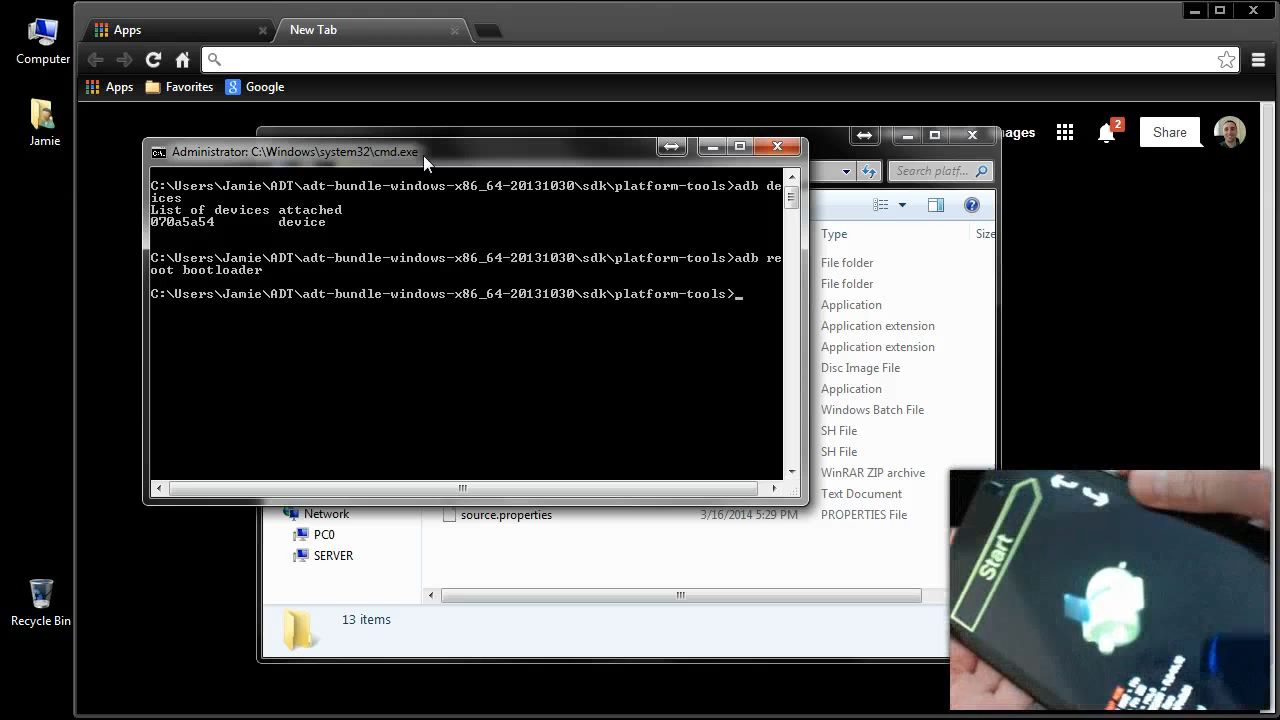 Computer
Jamie
Recycle Bin
Apps
New Tab
Apps
Favorites
Google
2
Share
Administrator: C:\Windows\system32\cmd.exe
C:\Users\Jamie\ADT\adt-bundle-windows-x86_64-20131030\sdk\platform-tools>adb de
ices
List of devices attached
070a5a54 device
C:\Users\Jamie\ADT\adt-bundle-windows-x86_64-20131030\sdk\platform-tools>adb re
oot bootloader
C:\Users\Jamie\ADT\adt-bundle-windows-x86_64-20131030\sdk\platform-tools>_
Search platf...
Type
Size
File folder
File folder
Application
Application extension
Application extension
Disc Image File
Application
Windows Batch File
SH File
SH File
WinRAR ZIP archive
Text Document
Network
source.properties
3/16/2014 5:29 PM
PROPERTIES File
PC0
SERVER
13 items
Start